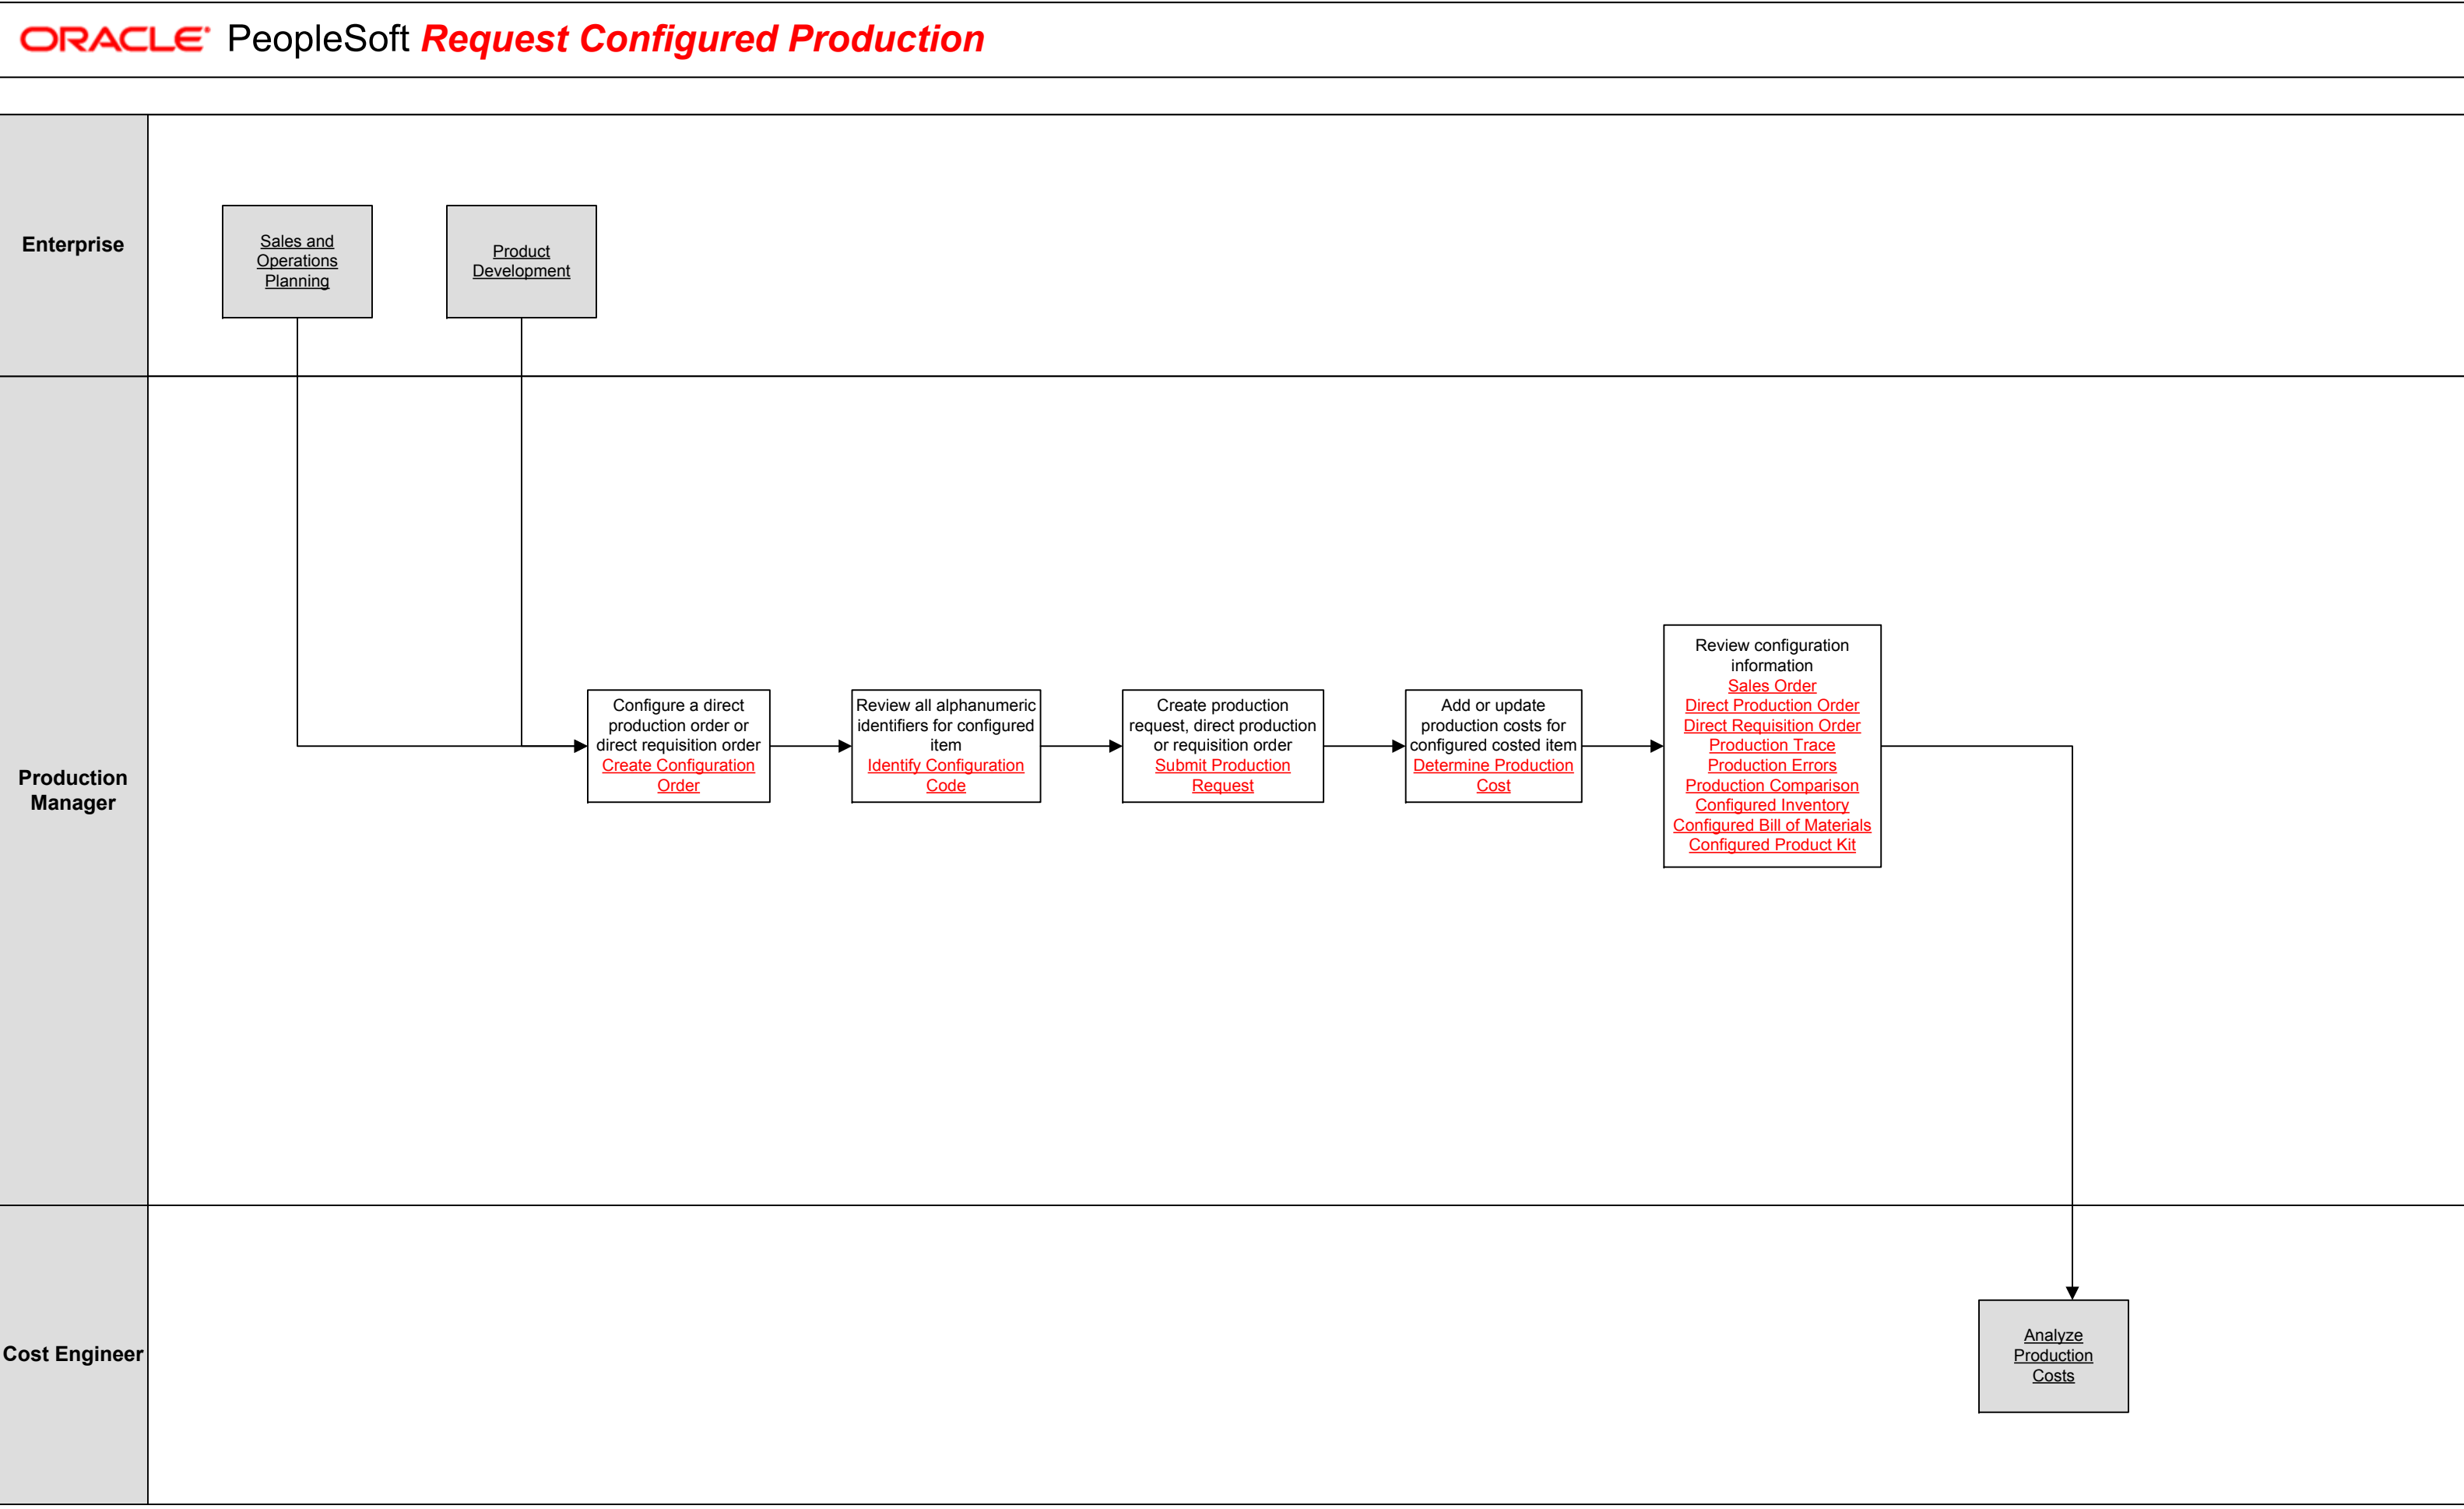 ORACLE PeopleSoft Request Configured Production
Enterprise
Sales and
Operations
Planning
Product
Development
Production
Manager
Configure a direct
production order or
direct requisition order
Create Configuration
Order
Review all alphanumeric
identifiers for configured
item
Identify Configuration
Code
Create production
request, direct production
or requisition order
Submit Production
Request
Add or update
production costs for
configured costed item
Determine Production
Cost
Review configuration
information
Sales Order
Direct Production Order
Direct Requisition Order
Production Trace
Production Errors
Production Comparison
Configured Inventory
Configured Bill of Materials
Configured Product Kit
Cost Engineer
Analyze
Production
Costs